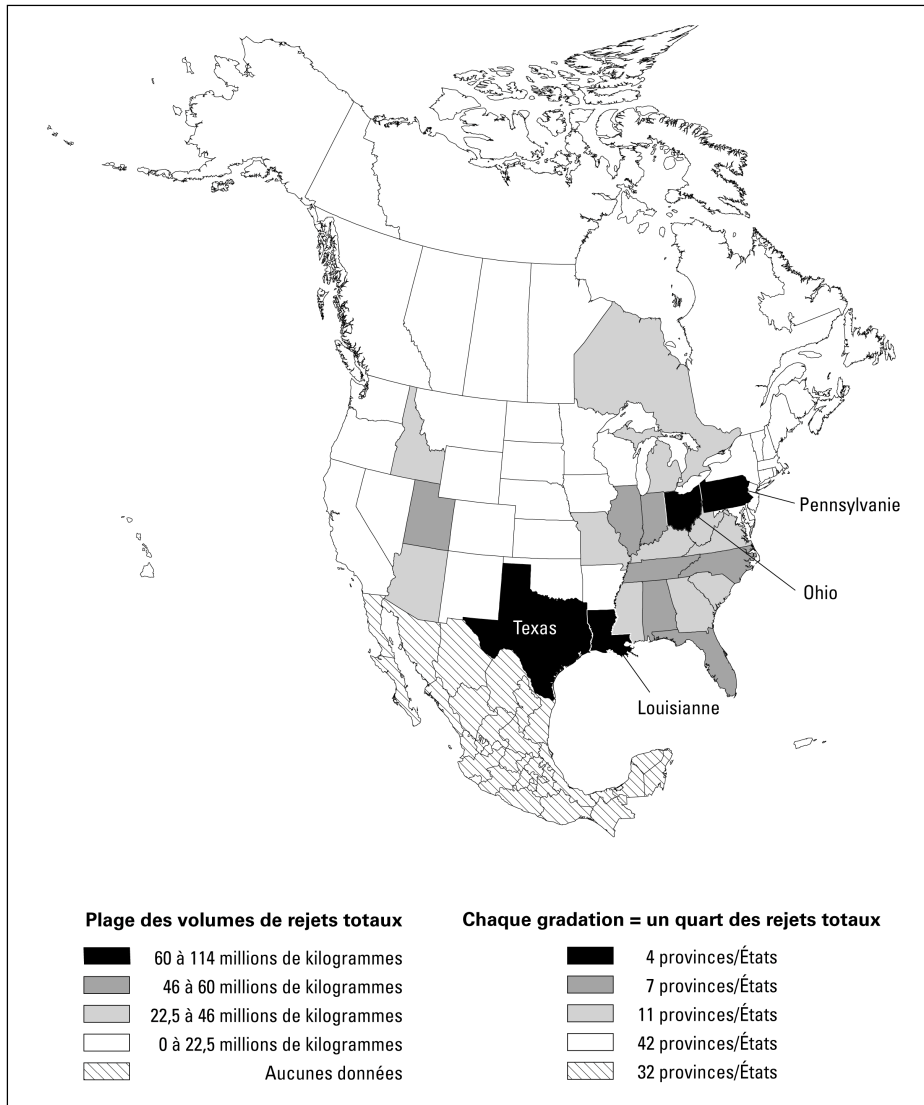 Pennsylvanie
Ohio
Texas
Louisianne
Plage des volumes de rejets totaux
60 à 114 millions de kilogrammes
46 à 60 millions de kilogrammes
22,5 à 46 millions de kilogrammes
0 à 22,5 millions de kilogrammes
Aucunes données
Chaque gradation = un quart des rejets totaux
4 provinces/États
7 provinces/États
11 provinces/États
42 provinces/États
32 provinces/États